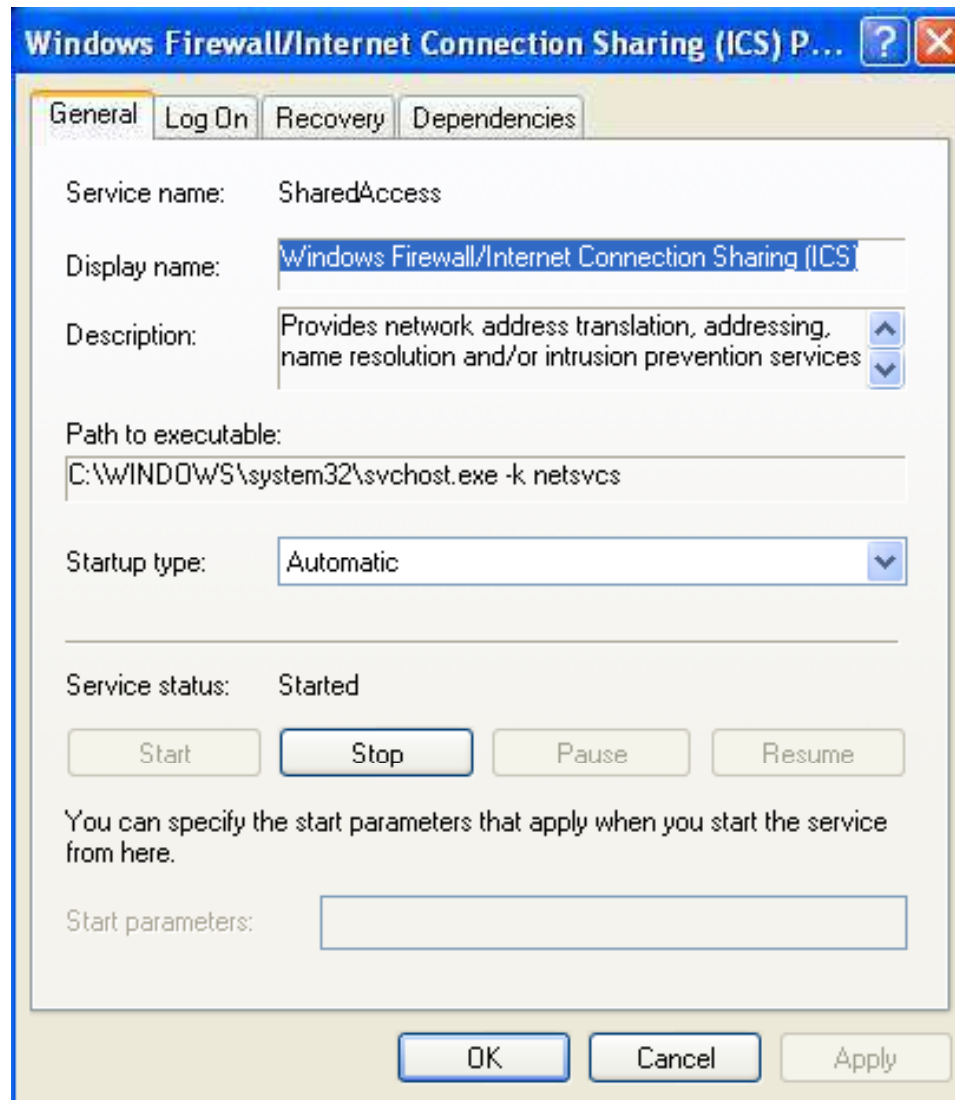 Windows Firewall/Internet Connection Sharing (ICS) P...
General Log On Recovery Dependencies
Service name: SharedAccess
Display name: Windows Firewall/Internet Connection Sharing (ICS)
Description: Provides network address translation, addressing,
name resolution and/or intrusion prevention services
Path to executable:
C:\WINDOWS\system32\svchost.exe -k netsvcs
Startup type: Automatic
Service status: Started
Start Stop Pause Resume
You can specify the start parameters that apply when you start the service
from here.
Start parameters:
OK Cancel Apply